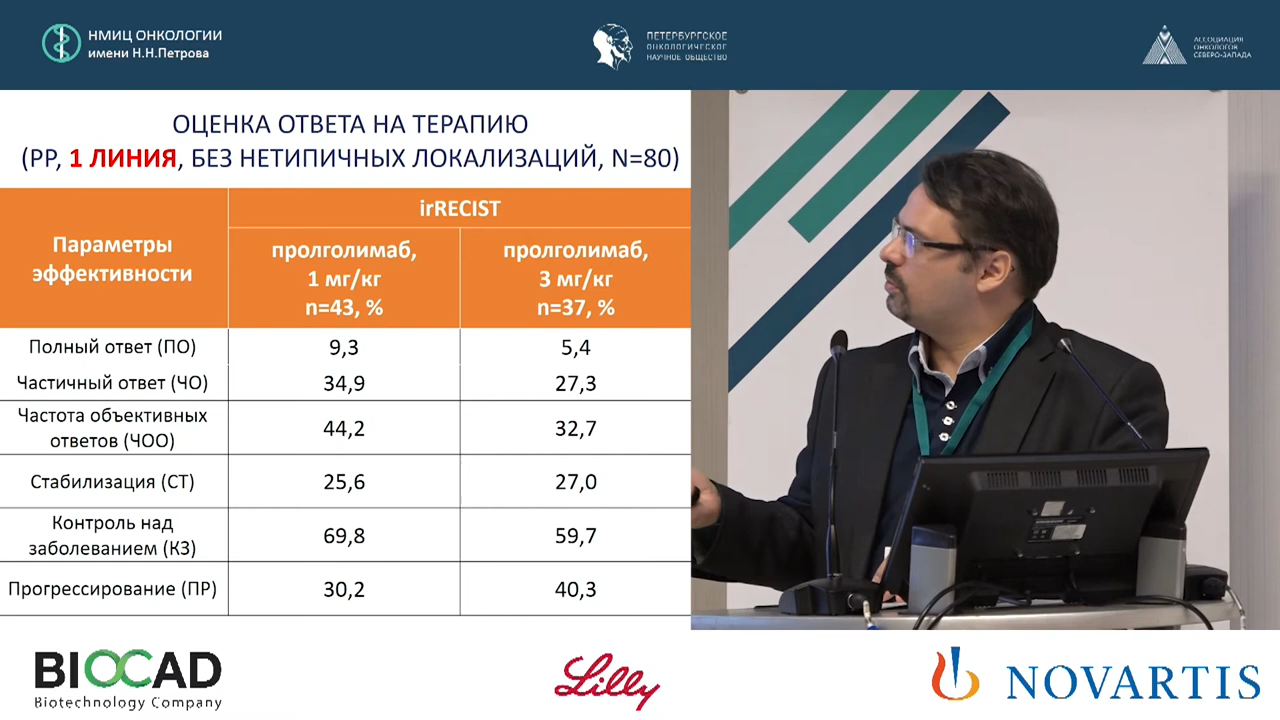 НМИЦ ОНКОЛОГИИ
имени Н.Н.Петрова
ПЕТЕРБУРГСКОЕ
ОНКОЛОГИЧЕСКОЕ
НАУЧНОЕ ОБЩЕСТВО
АССОЦИАЦИЯ
ОНКОЛОГОВ
СЕВЕРО-ЗАПАДА
ОЦЕНКА ОТВЕТА НА ТЕРАПИЮ
(PP, 1 ЛИНИЯ, БЕЗ НЕТИПИЧНЫХ ЛОКАЛИЗАЦИЙ, N=80)
Параметры
эффективности
irRECIST
пролголимаб,
1 мг/кг
n=43, %
пролголимаб,
3 мг/кг
n=37, %
Полный ответ (ПО) 9,3 5,4
Частичный ответ (ЧО) 34,9 27,3
Частота объективных
ответов (ЧОО) 44,2 32,7
Стабилизация (СТ) 25,6 27,0
Контроль над
заболеванием (КЗ) 69,8 59,7
Прогрессирование (ПР) 30,2 40,3
BIOCAD
Biotechnology Company
Lilly
NOVARTIS